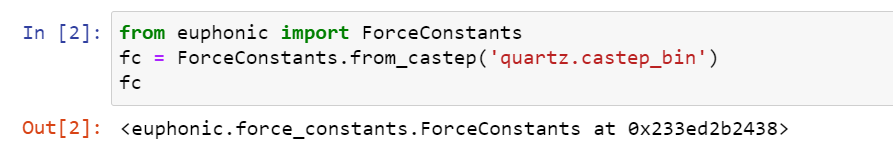 In [2]: from euphonic import ForceConstants
fc = ForceConstants.from_castep('quartz.castep_bin')
fc
Out[2]: <euphonic.force_constants.ForceConstants at 0x233ed2b2438>